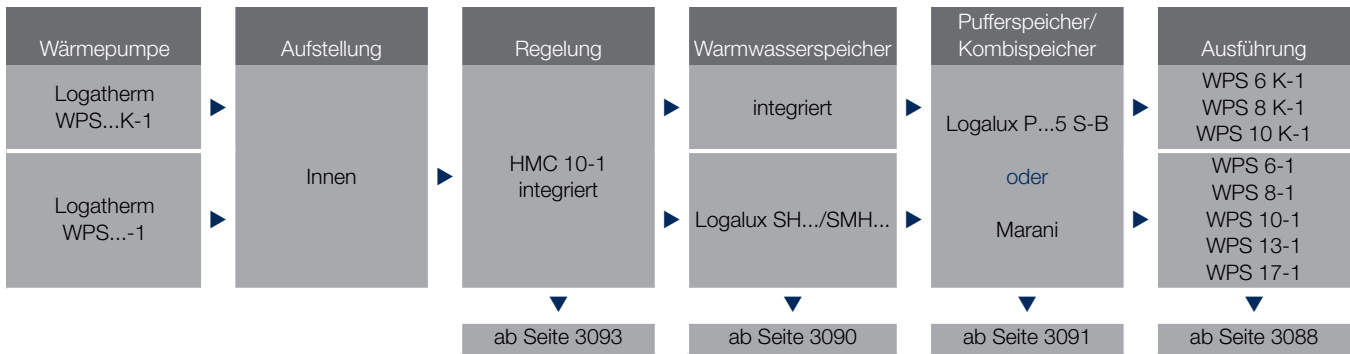 Wärmepumpe
Aufstellung
Regelung
Warmwasserspeicher
Pufferspeicher/
Kombispeicher
Ausführung
Logatherm
WPS...K-1
Logatherm
WPS...-1
Innen
HMC 10-1
integriert
integriert
Logalux SH.../SMH...
Logalux P...5 S-B
oder
Marani
WPS 6 K-1
WPS 8 K-1
WPS 10 K-1
WPS 6-1
WPS 8-1
WPS 10-1
WPS 13-1
WPS 17-1
ab Seite 3093
ab Seite 3090
ab Seite 3091
ab Seite 3088